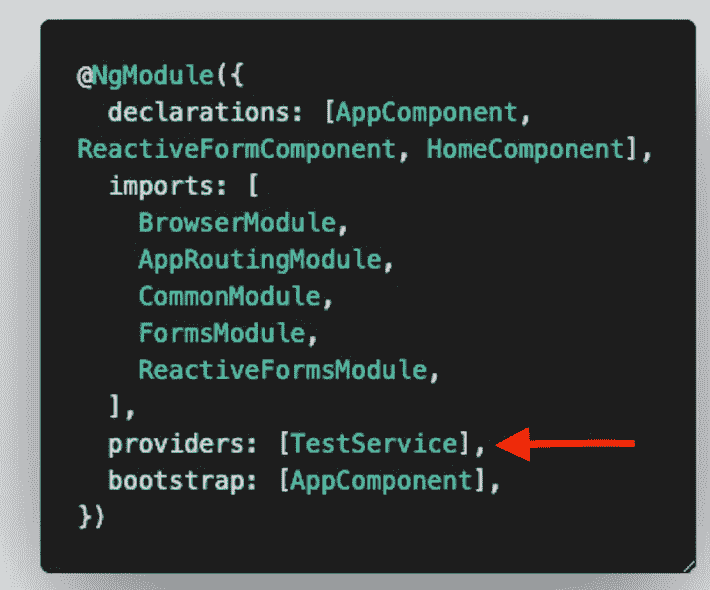 @NgModule({
  declarations: [AppComponent,
ReactiveFormComponent, HomeComponent],
  imports: [
    BrowserModule,
    AppRoutingModule,
    CommonModule,
    FormsModule,
    ReactiveFormsModule,
  ],
  providers: [TestService],
  bootstrap: [AppComponent],
})